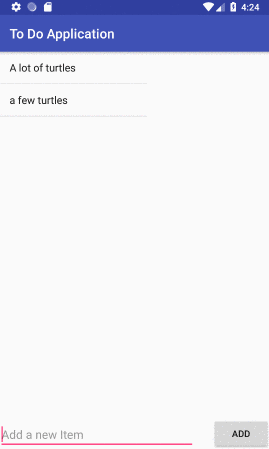 4:24
To Do Application
A lot of turtles
a few turtles
Add a new Item
ADD